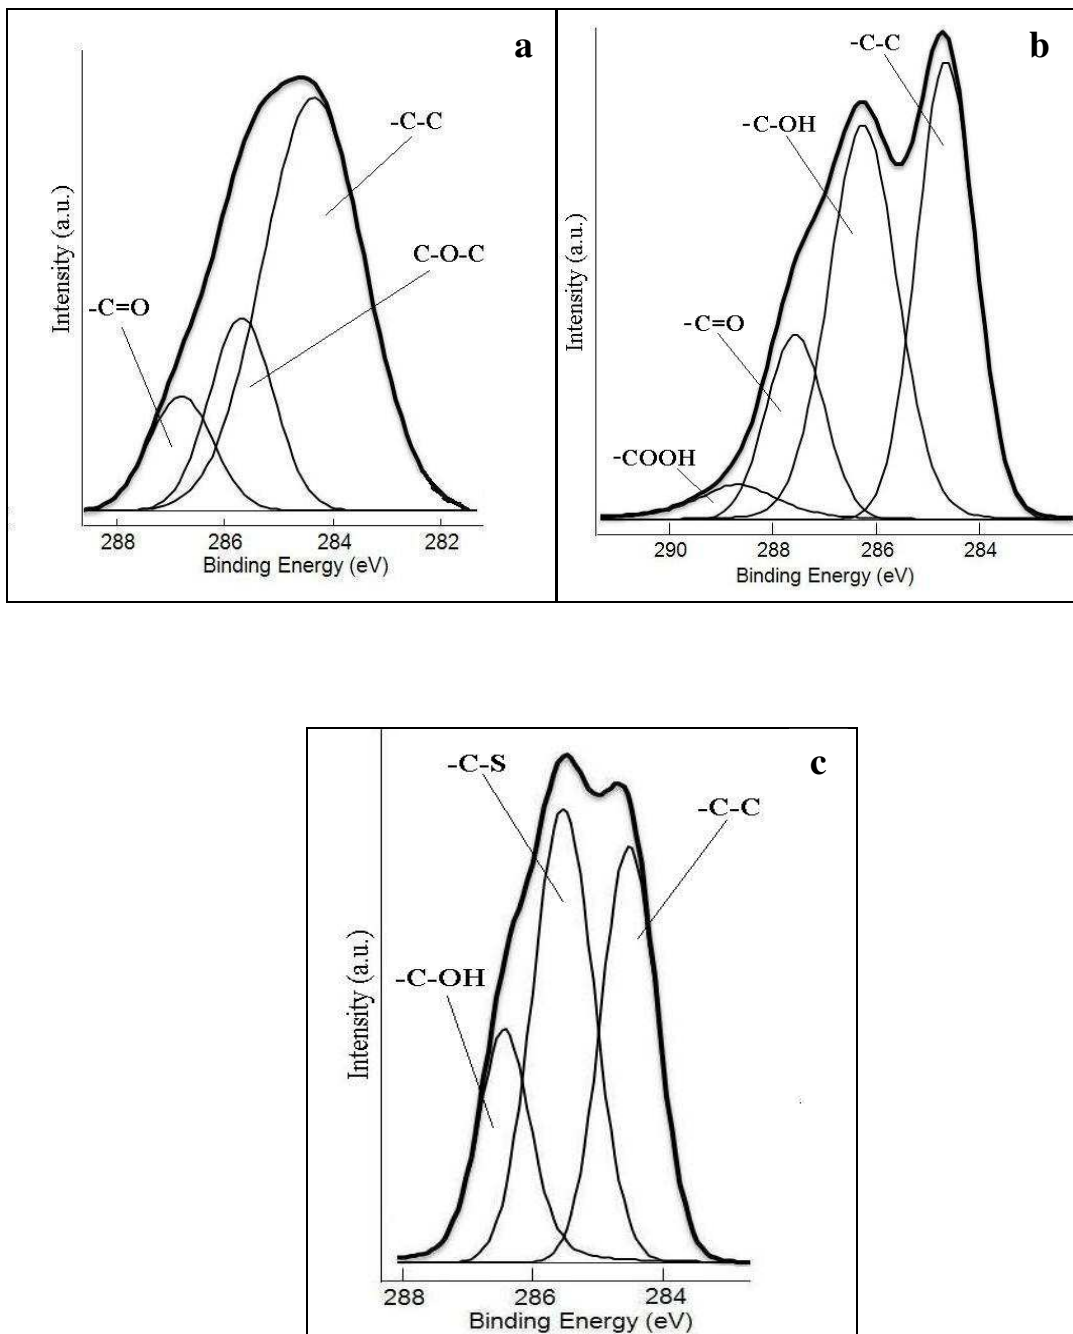 a
-C-C
C-O-C
-C=O
Intensity (a.u.)
288 286 284 282
Binding Energy (eV)
b
-C-C
-C-OH
-C=O
-COOH
Intensity (a.u.)
290 288 286 284
Binding Energy (eV)
c
-C-S
-C-C
-C-OH
Intensity (a.u.)
288 286 284
Binding Energy (eV)